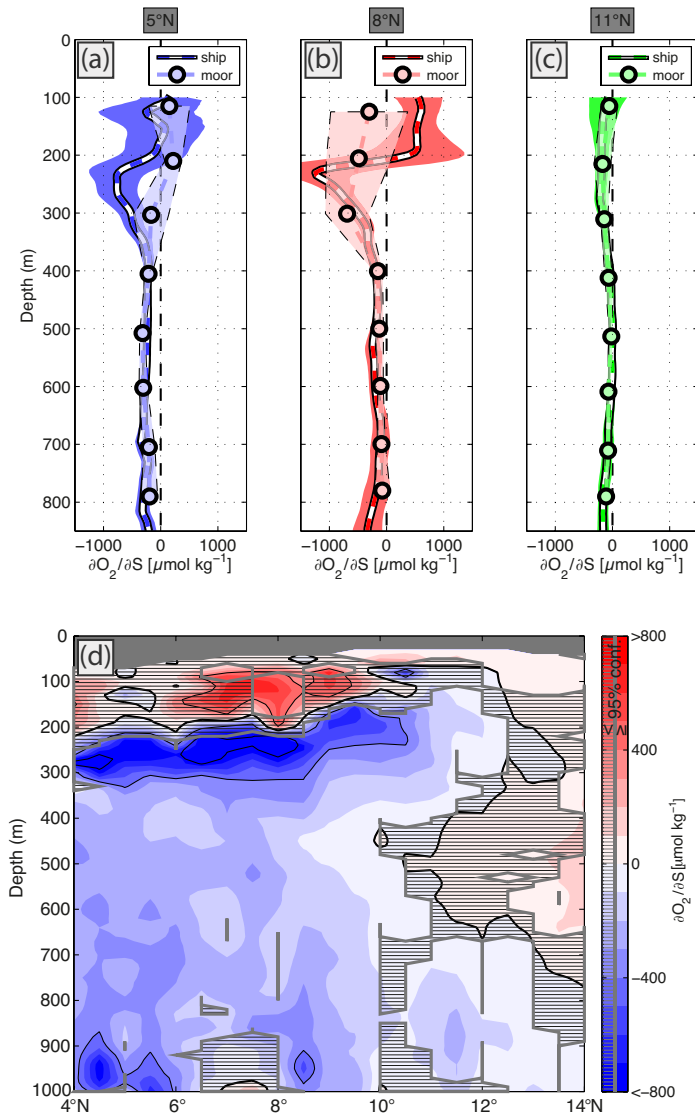 5°N
8°N
11°N
(a)
(b)
(c)
ship
moor
ship
moor
ship
moor
0
100
200
300
400
500
600
700
800
Depth (m)
−1000 0 1000
−1000 0 1000
−1000 0 1000
∂O2/∂S [μmol kg−1]
∂O2/∂S [μmol kg−1]
∂O2/∂S [μmol kg−1]
(d)
0
100
200
300
400
500
600
700
800
900
1000
Depth (m)
4°N 6° 8° 10° 12° 14°N
>800
400
0
−400
<−800
< 95% conf. ≥
∂O2/∂S [μmol kg−1]